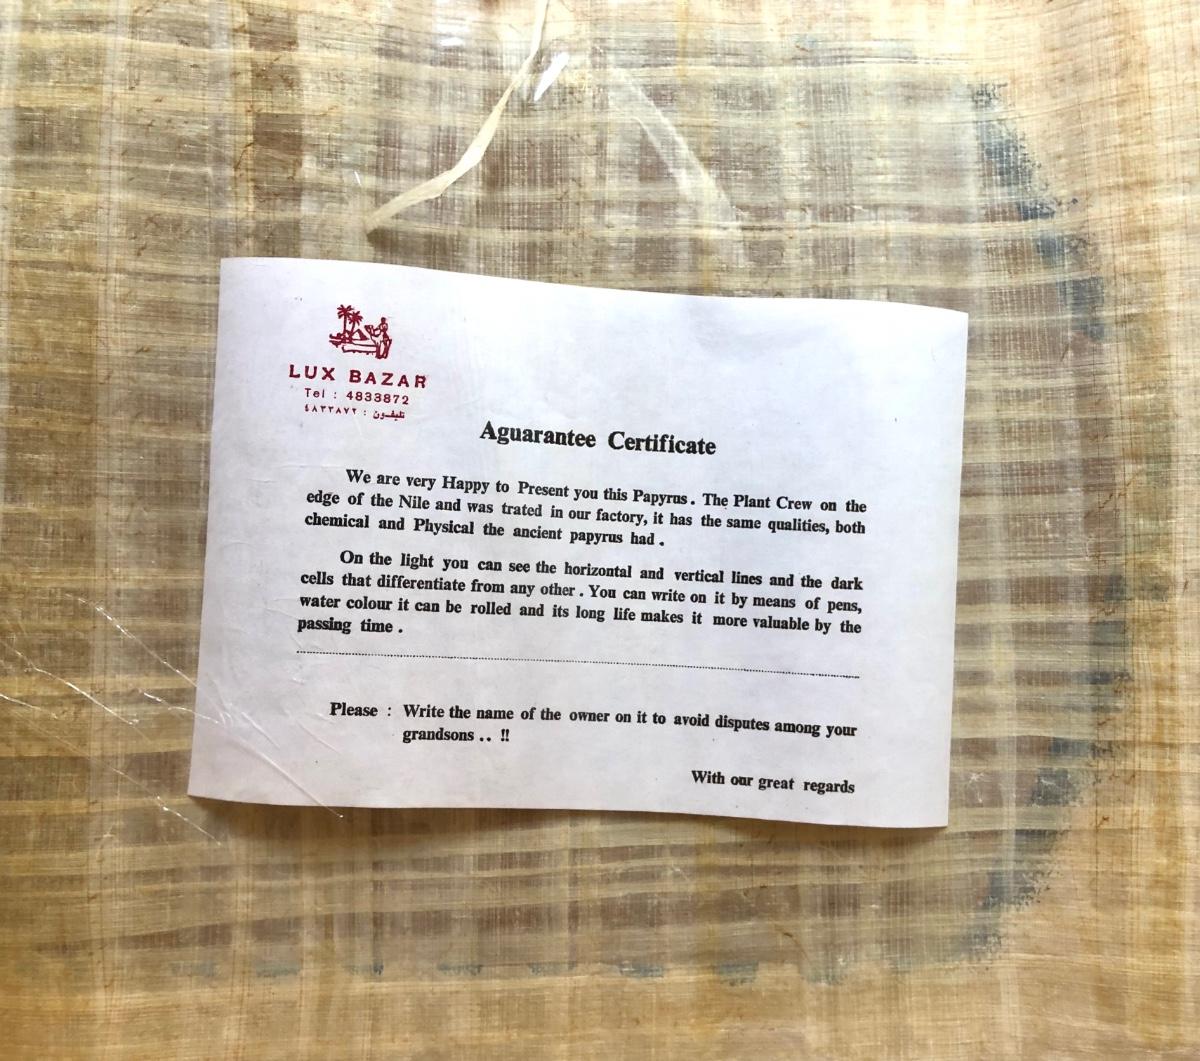 LUX BAZAR
Tel : 4833872
تليفـون : ٤٨٣٣٨٧٢
Aguarantee Certificate
We are very Happy to Present you this Papyrus . The Plant Crew on the
edge of the Nile and was trated in our factory, it has the same qualities, both
chemical and Physical the ancient papyrus had .
On the light you can see the horizontal and vertical lines and the dark
cells that differentiate from any other . You can write on it by means of pens,
water colour it can be rolled and its long life makes it more valuable by the
passing time .
Please : Write the name of the owner on it to avoid disputes among your
grandsons .. !!
With our great regards